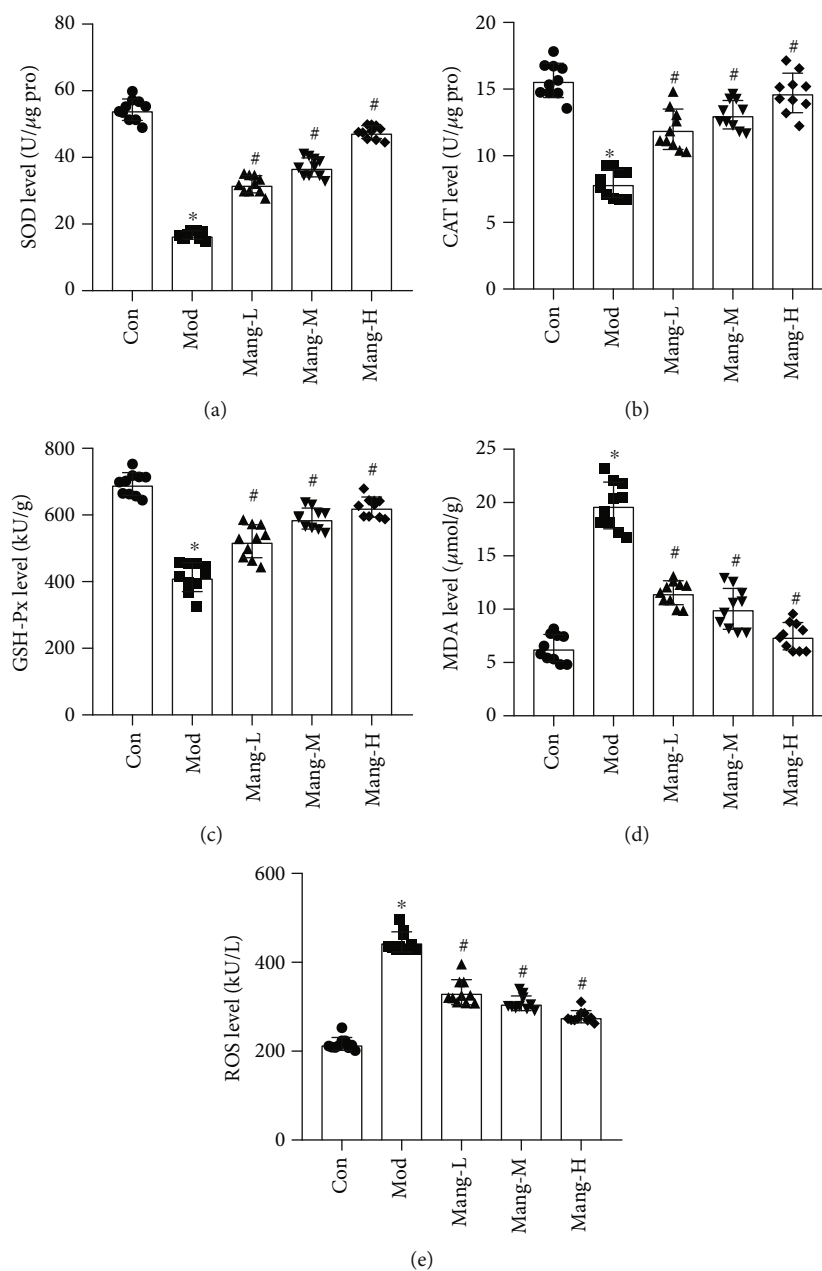 80
60
40
20
0
SOD level (U/μg pro)
*
#
#
#
Con
Mod
Mang-L
Mang-M
Mang-H
(a)
20
15
10
5
0
CAT level (U/μg pro)
*
#
#
#
Con
Mod
Mang-L
Mang-M
Mang-H
(b)
800
600
400
200
0
GSH-Px level (kU/g)
*
#
#
#
Con
Mod
Mang-L
Mang-M
Mang-H
(c)
25
20
15
10
5
0
MDA level (μmol/g)
*
#
#
#
Con
Mod
Mang-L
Mang-M
Mang-H
(d)
600
400
200
0
ROS level (kU/L)
*
#
#
#
Con
Mod
Mang-L
Mang-M
Mang-H
(e)